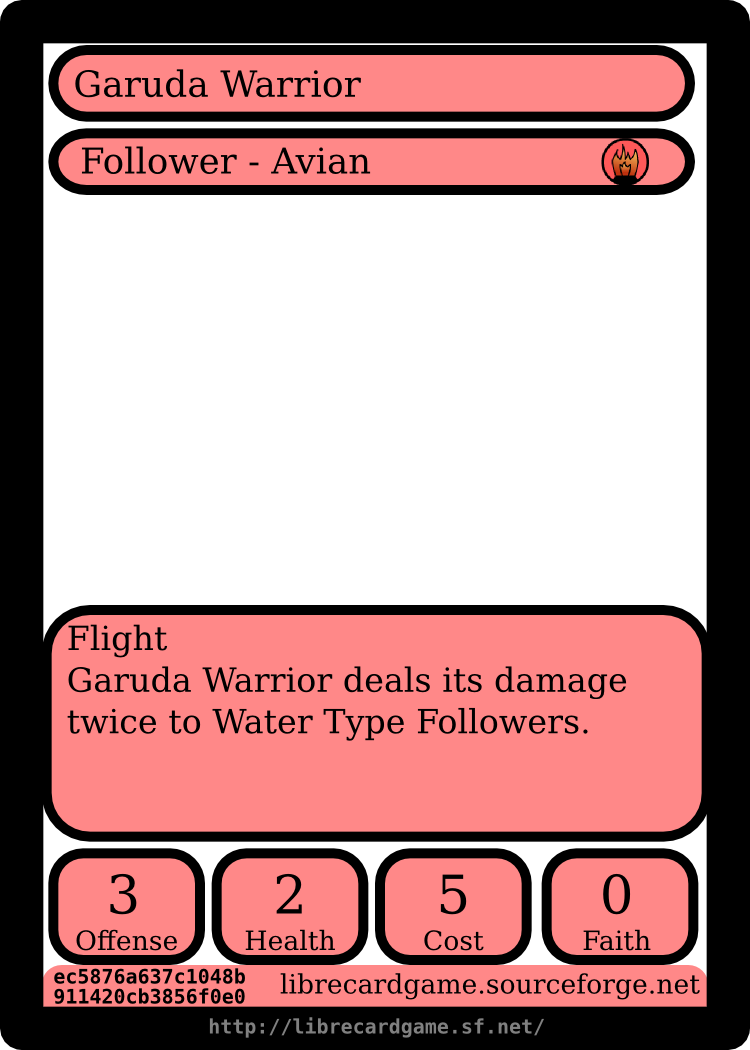 Garuda Warrior
Follower - Avian
Flight
Garuda Warrior deals its damage
twice to Water Type Followers.
3 2 5 0
Offense Health Cost Faith
ec5876a637c1048b
911420cb3856f0e0
librecardgame.sourceforge.net
http://librecardgame.sf.net/